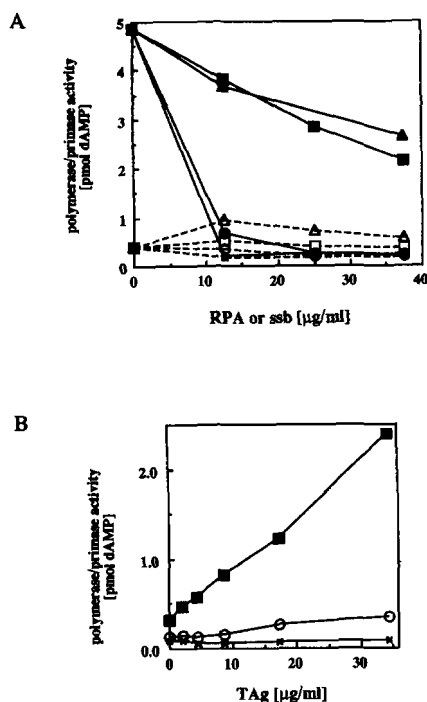 A
polymerase/primase activity
[pmol dAMP]
5
4
3
2
1
0
0 10 20 30 40
RPA or ssb [µg/ml}
B
polymerase/primase activity
[pmol dAMP]
2.0
1.0
0.0
0 10 20 30
TAg [µg/ml]